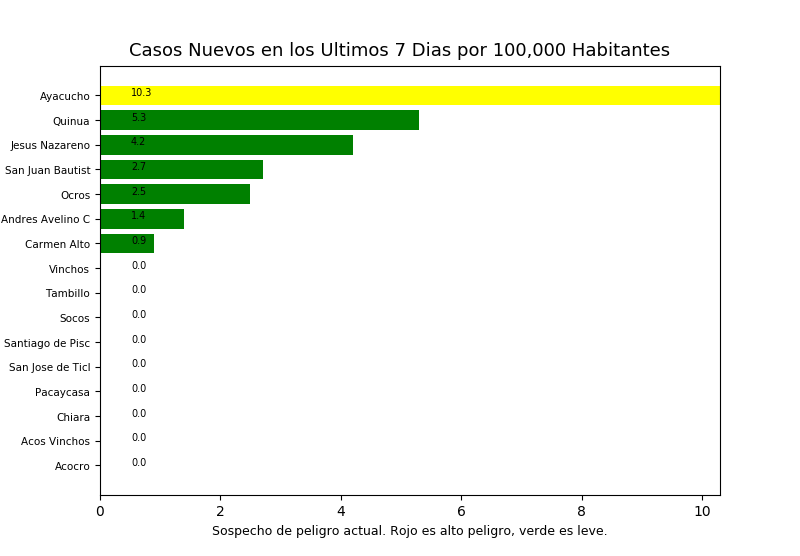 Casos Nuevos en los Ultimos 7 Dias por 100,000 Habitantes
Ayacucho 10.3
Quinua 5.3
Jesus Nazareno 4.2
San Juan Bautist 2.7
Ocros 2.5
Andres Avelino C 1.4
Carmen Alto 0.9
Vinchos 0.0
Tambillo 0.0
Socos 0.0
Santiago de Pisc 0.0
San Jose de Ticl 0.0
Pacaycasa 0.0
Chiara 0.0
Acos Vinchos 0.0
Acocro 0.0
0 2 4 6 8 10
Sospecho de peligro actual. Rojo es alto peligro, verde es leve.